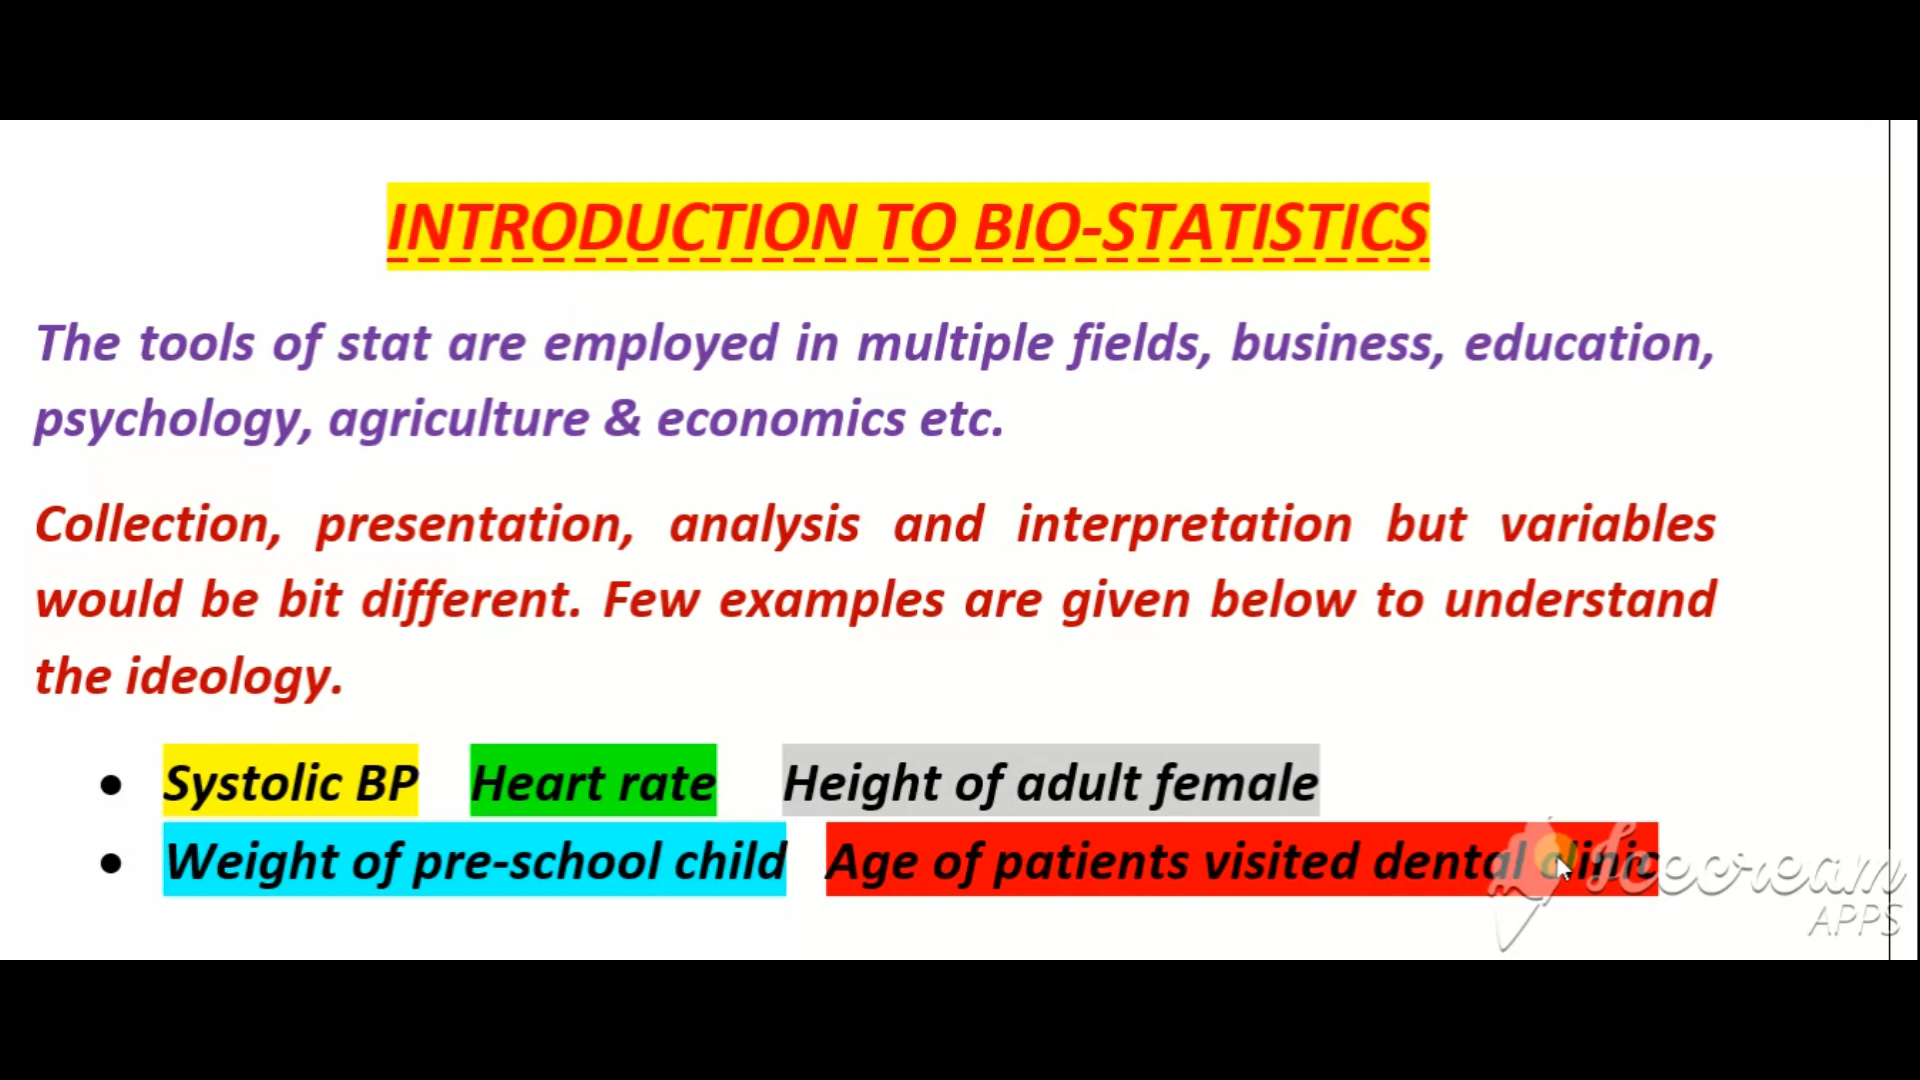 INTRODUCTION TO BIO-STATISTICS
The tools of stat are employed in multiple fields, business, education,
psychology, agriculture & economics etc.
Collection, presentation, analysis and interpretation but variables
would be bit different. Few examples are given below to understand
the ideology.
• Systolic BP Heart rate Height of adult female
• Weight of pre-school child Age of patients visited dental clinic
Icecream
APPS